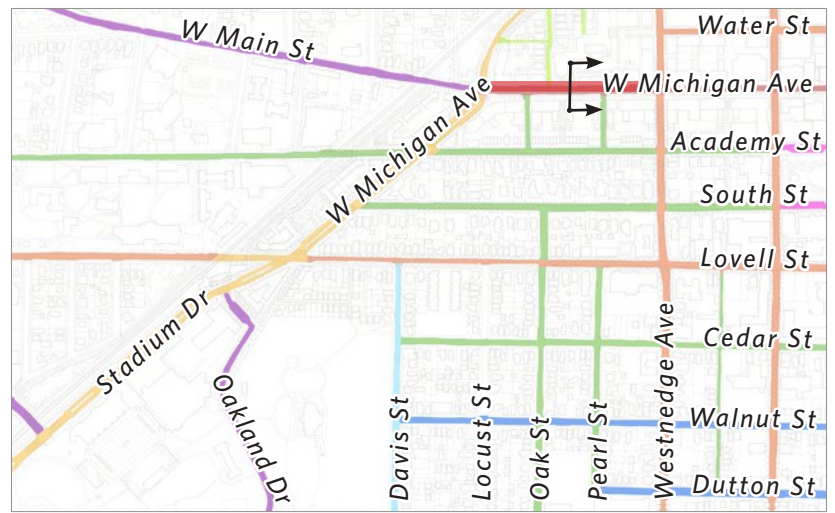 Water St
W Main St
W Michigan Ave
W Michigan Ave
Academy St
South St
Lovell St
Stadium Dr
Cedar St
Oakland Dr
Davis St
Locust St
Oak St
Pearl St
Westnedge Ave
Walnut St
Dutton St